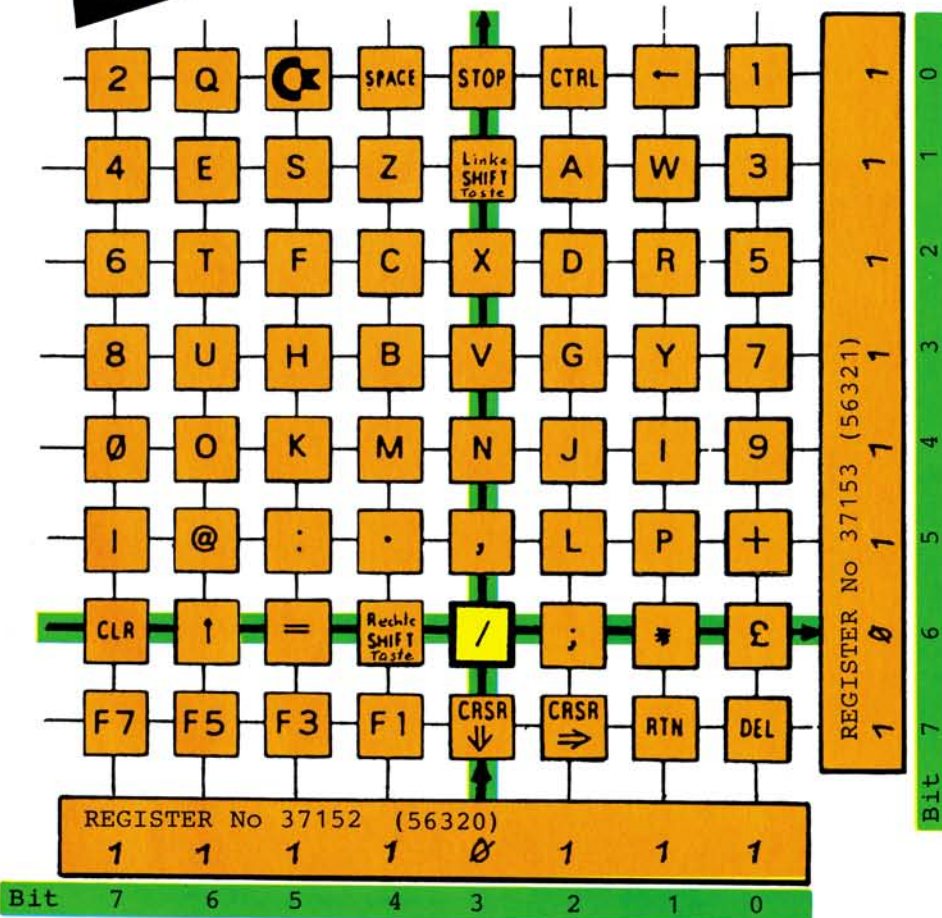 2 Q SPACE STOP CTRL ← 1 1 0
4 E S Z Linke SHIFT Taste A W 3 1 1
6 T F C X D R 5 1 2
8 U H B V G Y 7 1 3
Ø O K M N J I 9 1 4
| @ : . , L P + 1 5
CLR ↑ = Rechte SHIFT Taste / ; * £ Ø 6
F7 F5 F3 F1 CRSR ⇓ CRSR ⇒ RTN DEL 1 7
REGISTER No 37153 (56321)
Bit
REGISTER No 37152 (56320)
1 1 1 1 Ø 1 1 1
Bit 7 6 5 4 3 2 1 0